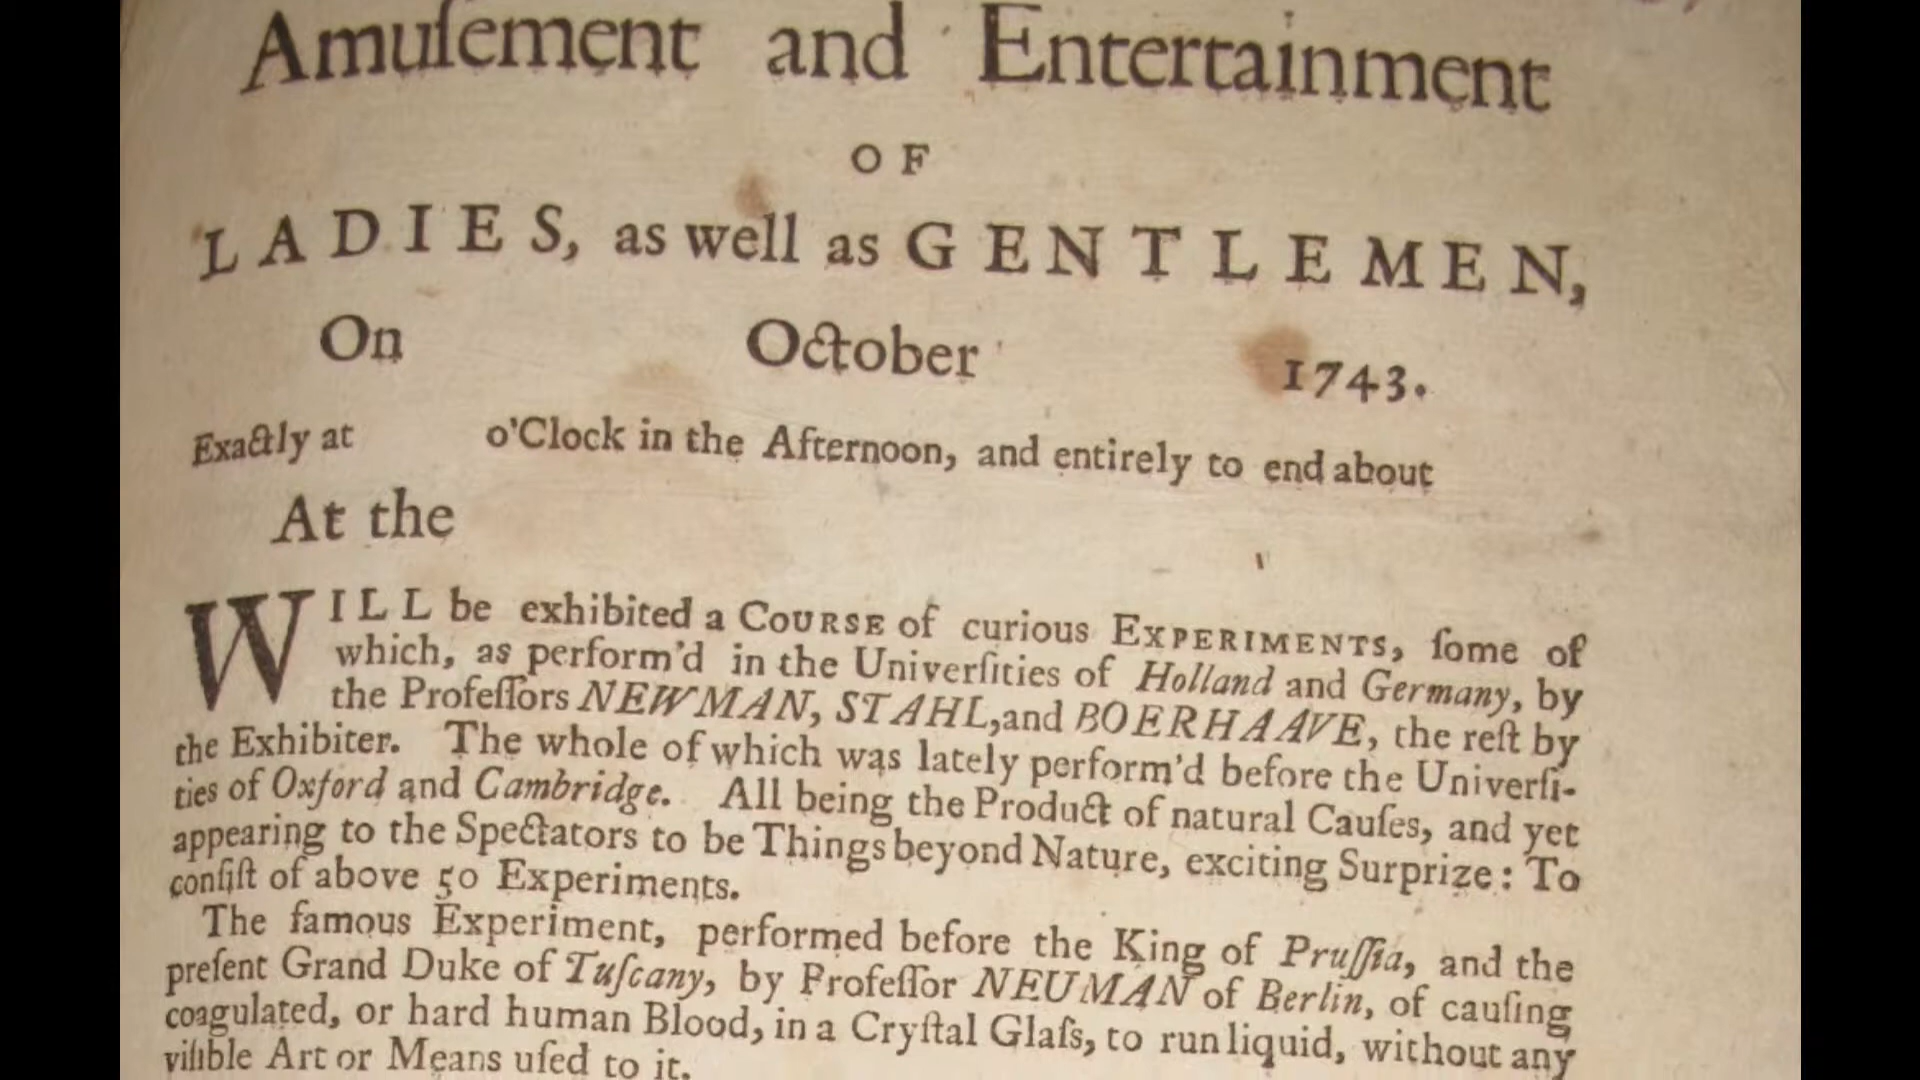 Amuſement and Entertainment
OF
LADIES, as well as GENTLEMEN,
On October 1743.
Exactly at o'Clock in the Afternoon, and entirely to end about
At the
WILL be exhibited a COURSE of curious EXPERIMENTS, ſome of
which, as perform'd in the Univerſities of Holland and Germany, by
the Profeſſors NEWMAN, STAHL,and BOERHAAVE, the reſt by
the Exhibiter. The whole of which was lately perform'd before the Univerſi-
ties of Oxford and Cambridge. All being the Product of natural Cauſes, and yet
appearing to the Spectators to be Things beyond Nature, exciting Surprize: To
conſiſt of above 50 Experiments.
The famous Experiment, performed before the King of Pruſſia, and the
preſent Grand Duke of Tuſcany, by Profeſſor NEUMAN of Berlin, of cauſing
coagulated, or hard human Blood, in a Cryſtal Glaſs, to run liquid, without any
viſible Art or Means uſed to it.